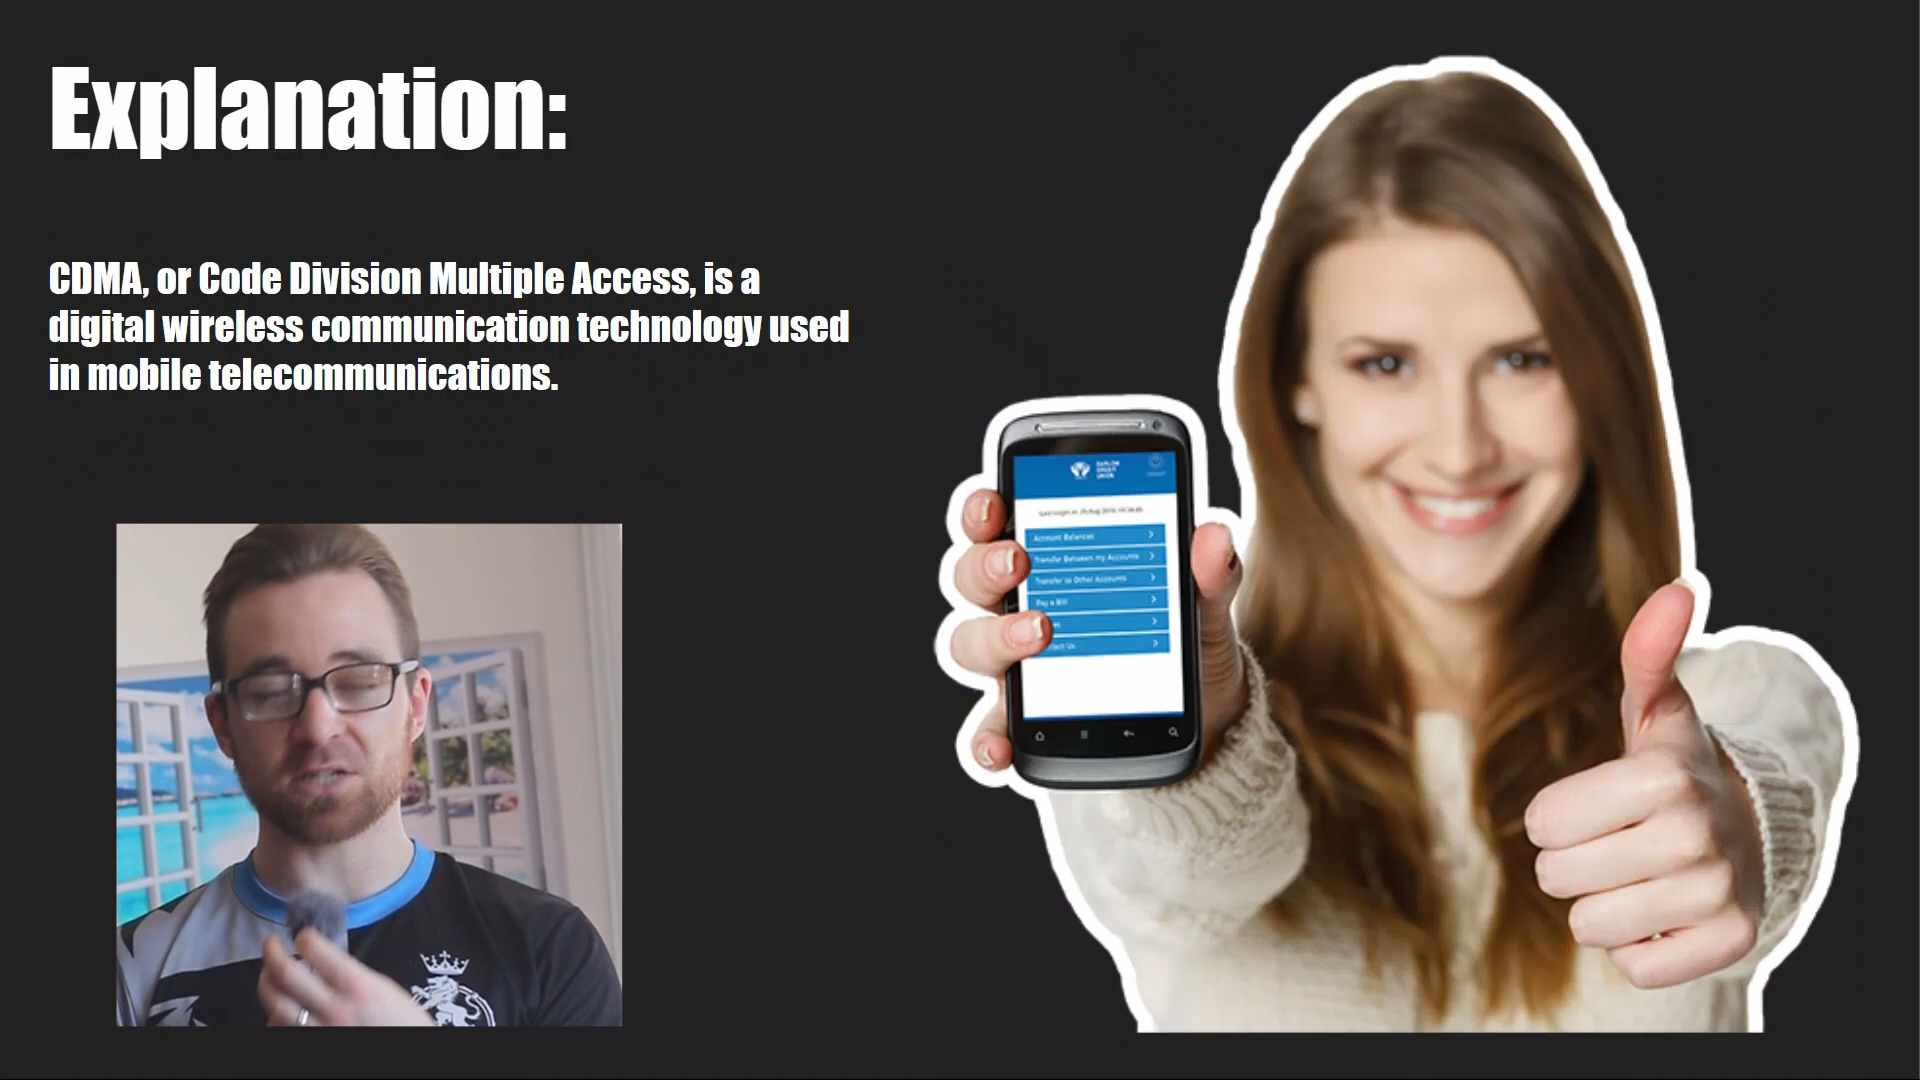 Explanation:
CDMA, or Code Division Multiple Access, is a
digital wireless communication technology used
in mobile telecommunications.
Account Balances
Transfer Between my Accounts
Transfer to Other Accounts
Pay a Bill